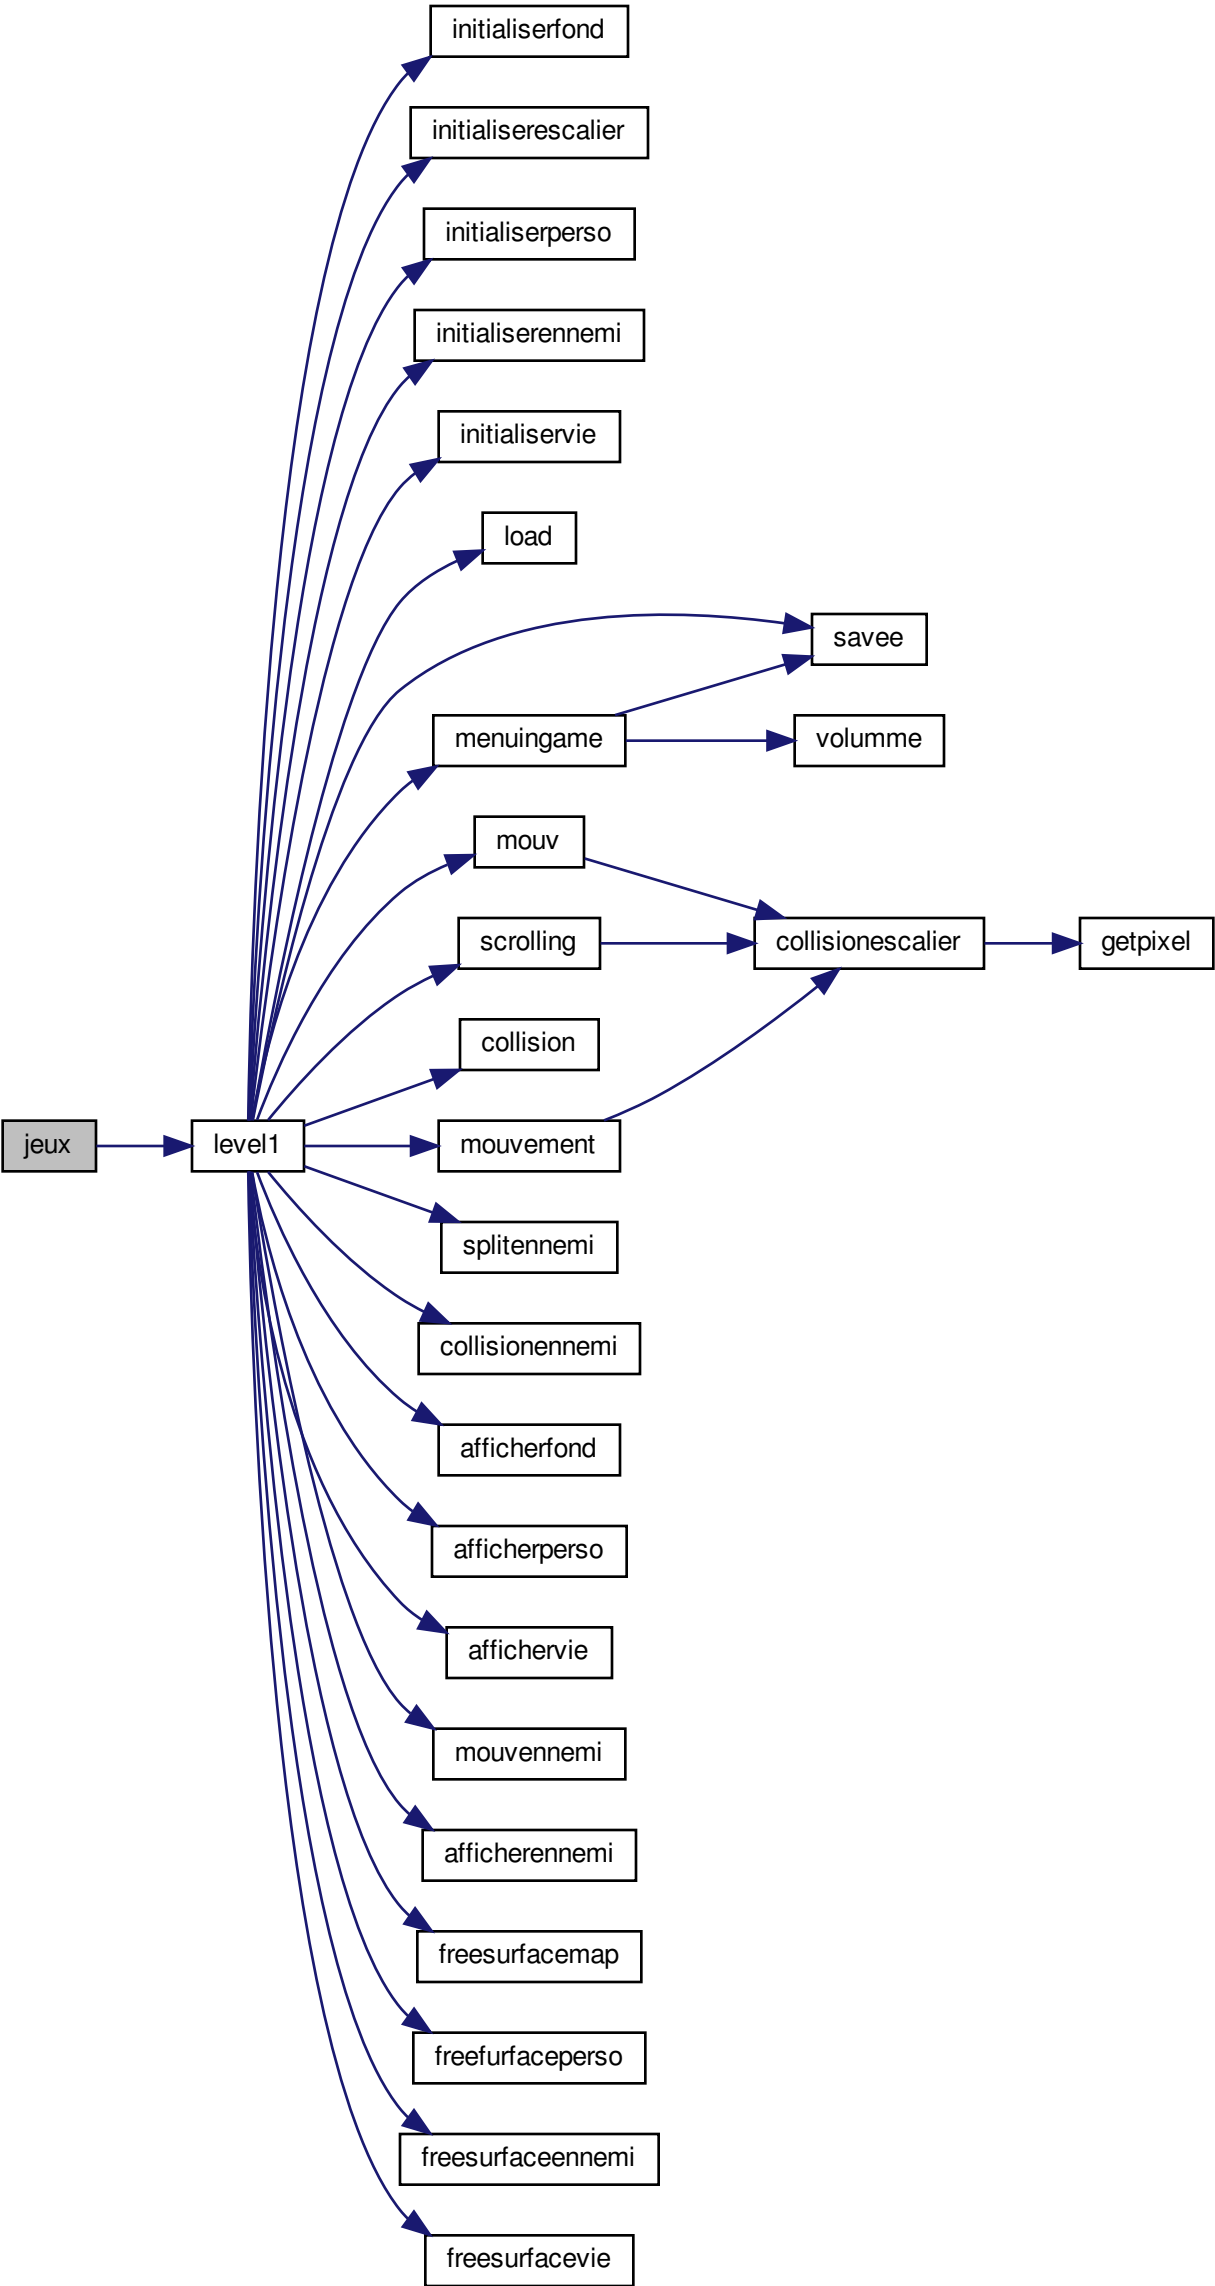 initialiserfond
initialiserescalier
initialiserperso
initialiserennemi
initialiservie
load
savee
menuingame
volumme
mouv
scrolling
collisionescalier
getpixel
collision
jeux
level1
mouvement
splitennemi
collisionennemi
afficherfond
afficherperso
affichervie
mouvennemi
afficherennemi
freesurfacemap
freefurfaceperso
freesurfaceennemi
freesurfacevie